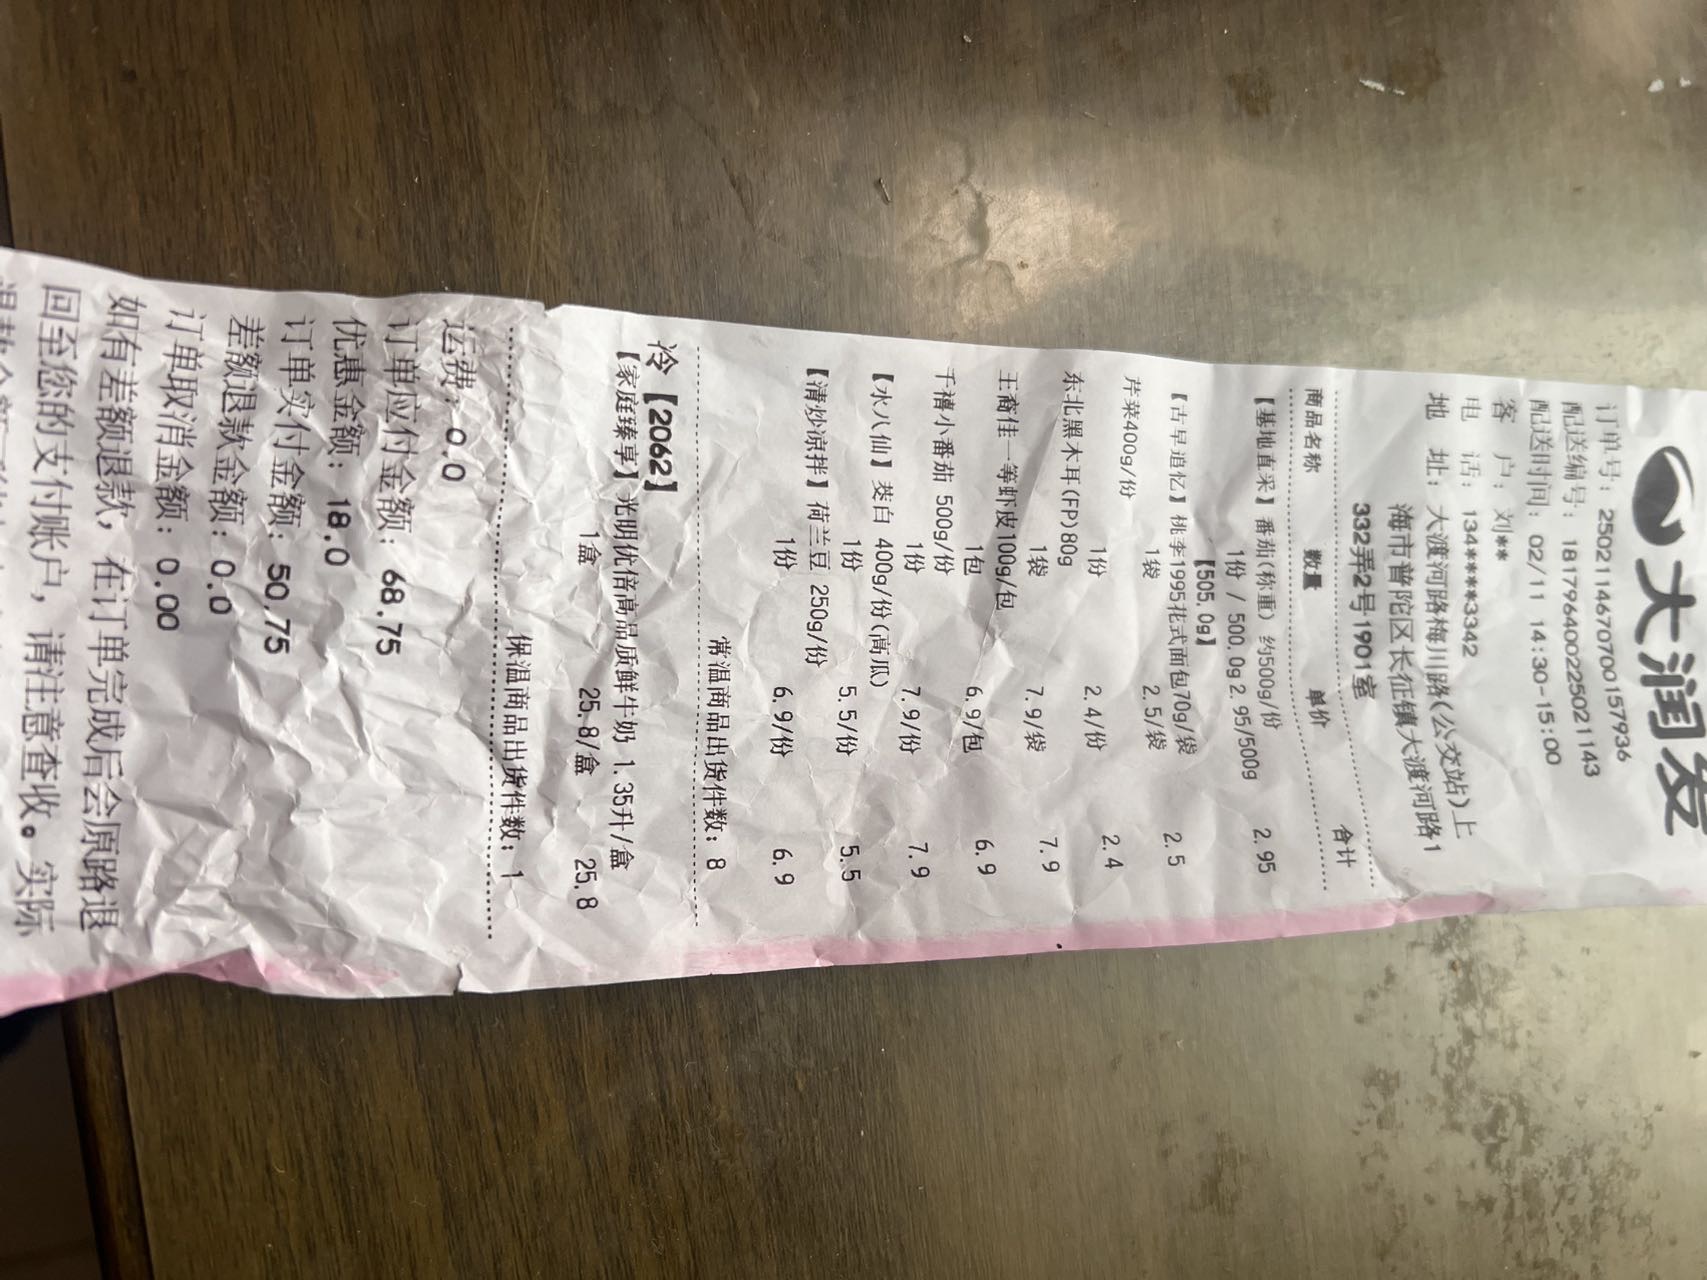 大润发
订单号: 250211467070015​7936
配送编号: 1817964002250211​43
配送时间: 02/11 14:30-15:00
客 户: 刘**
电 话: 134****3342
地 址: 大渡河路梅川路(公交站)上
海市普陀区长征镇大渡河路1
332弄2号1901室
商品名称 数量 单价 合计
【基地直采】番茄(称重) 约500g/份
1份 / 500.0g 2.95/500g 2.95
【505.0g】
【古早追忆】桃李1995花式面包70g/袋
1袋 2.5/袋 2.5
芹菜400g/份
1份 2.4/份 2.4
东北黑木耳(FP)80g
1袋 7.9/袋 7.9
王裔佳一等虾皮100g/包
1包 6.9/包 6.9
千禧小番茄 500g/份
1份 7.9/份 7.9
【水八仙】茭白 400g/份(高瓜)
1份 5.5/份 5.5
【清炒凉拌】荷兰豆 250g/份
1份 6.9/份 6.9
常温商品出货件数: 8
冷【2062】
【家庭臻享】光明优倍高品质鲜牛奶 1.35升/盒
1盒 25.8/盒 25.8
保温商品出货件数: 1
运费: 0.0
订单应付金额: 68.75
优惠金额: 18.0
订单实付金额: 50.75
差额退款金额: 0.0
订单取消金额: 0.00
如有差额退款，在订单完成后会原路退
回至您的支付账户，请注意查收。实际